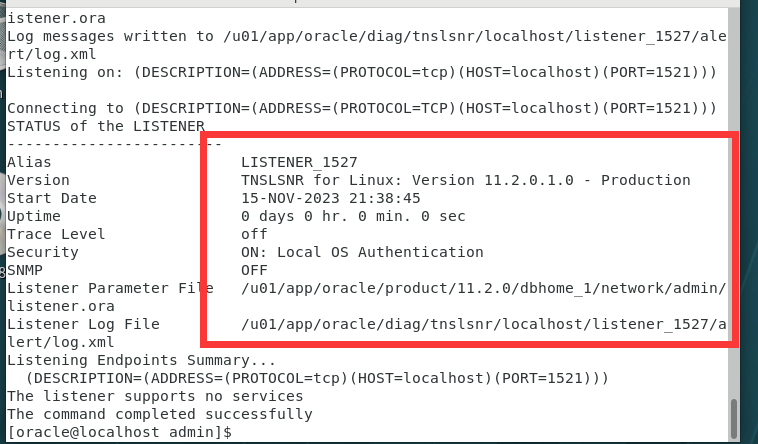 istener.ora
Log messages written to /u01/app/oracle/diag/tnslsnr/localhost/listener_1527/ale
rt/log.xml
Listening on: (DESCRIPTION=(ADDRESS=(PROTOCOL=tcp)(HOST=localhost)(PORT=1521)))

Connecting to (DESCRIPTION=(ADDRESS=(PROTOCOL=TCP)(HOST=localhost)(PORT=1521)))
STATUS of the LISTENER
------------------------
Alias                     LISTENER_1527
Version                   TNSLSNR for Linux: Version 11.2.0.1.0 - Production
Start Date                15-NOV-2023 21:38:45
Uptime                    0 days 0 hr. 0 min. 0 sec
Trace Level               off
Security                  ON: Local OS Authentication
SNMP                      OFF
Listener Parameter File   /u01/app/oracle/product/11.2.0/dbhome_1/network/admin/
listener.ora
Listener Log File         /u01/app/oracle/diag/tnslsnr/localhost/listener_1527/a
lert/log.xml
Listening Endpoints Summary...
  (DESCRIPTION=(ADDRESS=(PROTOCOL=tcp)(HOST=localhost)(PORT=1521)))
The listener supports no services
The command completed successfully
[oracle@localhost admin]$